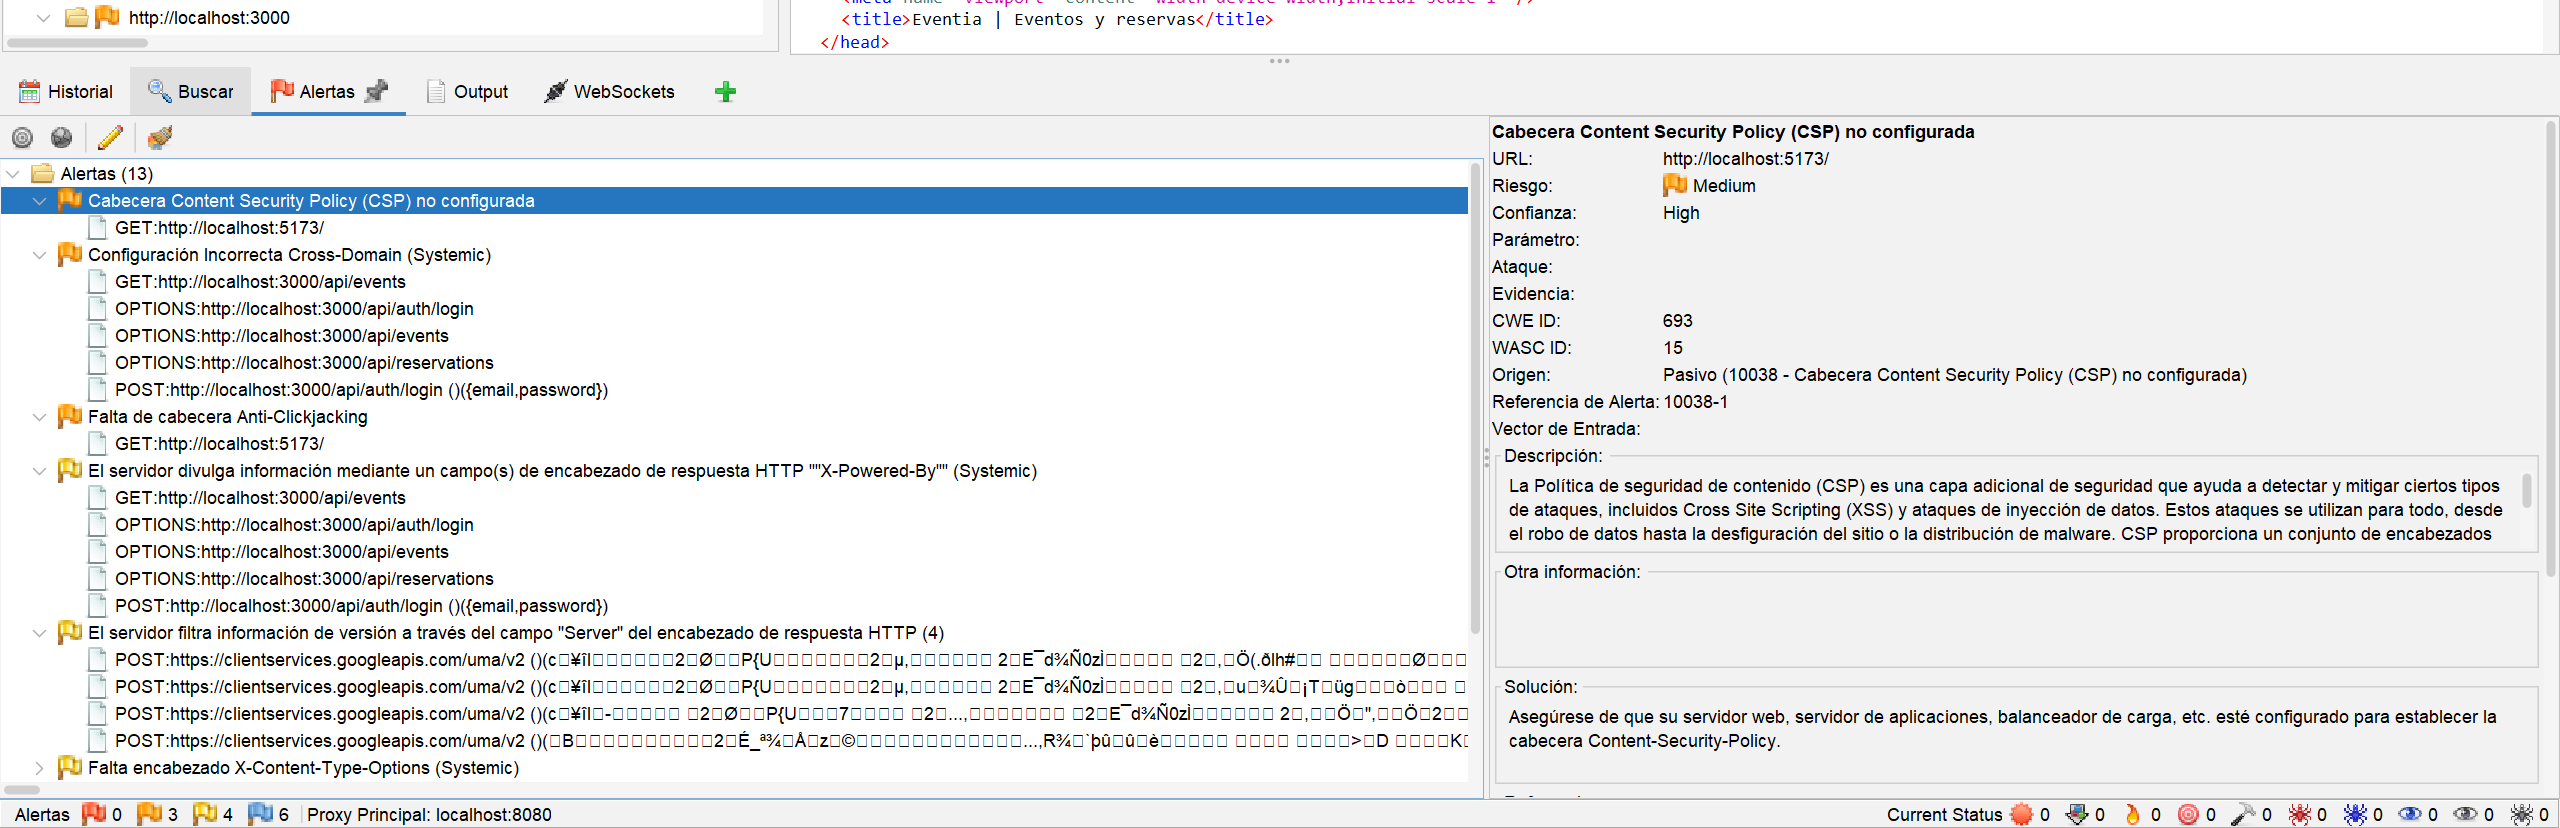 http://localhost:3000
<title>Eventia | Eventos y reservas</title>
</head>
Historial Buscar Alertas Output WebSockets
Alertas (13)
Cabecera Content Security Policy (CSP) no configurada
GET:http://localhost:5173/
Configuración Incorrecta Cross-Domain (Systemic)
GET:http://localhost:3000/api/events
OPTIONS:http://localhost:3000/api/auth/login
OPTIONS:http://localhost:3000/api/events
OPTIONS:http://localhost:3000/api/reservations
POST:http://localhost:3000/api/auth/login ()({email,password})
Falta de cabecera Anti-Clickjacking
GET:http://localhost:5173/
El servidor divulga información mediante un campo(s) de encabezado de respuesta HTTP ""X-Powered-By"" (Systemic)
GET:http://localhost:3000/api/events
OPTIONS:http://localhost:3000/api/auth/login
OPTIONS:http://localhost:3000/api/events
OPTIONS:http://localhost:3000/api/reservations
POST:http://localhost:3000/api/auth/login ()({email,password})
El servidor filtra información de versión a través del campo "Server" del encabezado de respuesta HTTP (4)
POST:https://clientservices.googleapis.com/uma/v2
POST:https://clientservices.googleapis.com/uma/v2
POST:https://clientservices.googleapis.com/uma/v2
POST:https://clientservices.googleapis.com/uma/v2
Falta encabezado X-Content-Type-Options (Systemic)
Cabecera Content Security Policy (CSP) no configurada
URL: http://localhost:5173/
Riesgo: Medium
Confianza: High
Parámetro:
Ataque:
Evidencia:
CWE ID: 693
WASC ID: 15
Origen: Pasivo (10038 - Cabecera Content Security Policy (CSP) no configurada)
Referencia de Alerta: 10038-1
Vector de Entrada:
Descripción:
La Política de seguridad de contenido (CSP) es una capa adicional de seguridad que ayuda a detectar y mitigar ciertos tipos
de ataques, incluidos Cross Site Scripting (XSS) y ataques de inyección de datos. Estos ataques se utilizan para todo, desde
el robo de datos hasta la desfiguración del sitio o la distribución de malware. CSP proporciona un conjunto de encabezados
Otra información:
Solución:
Asegúrese de que su servidor web, servidor de aplicaciones, balanceador de carga, etc. esté configurado para establecer la
cabecera Content-Security-Policy.
Alertas 0 3 4 6 Proxy Principal: localhost:8080
Current Status 0 0 0 0 0 0 0 0 0 0